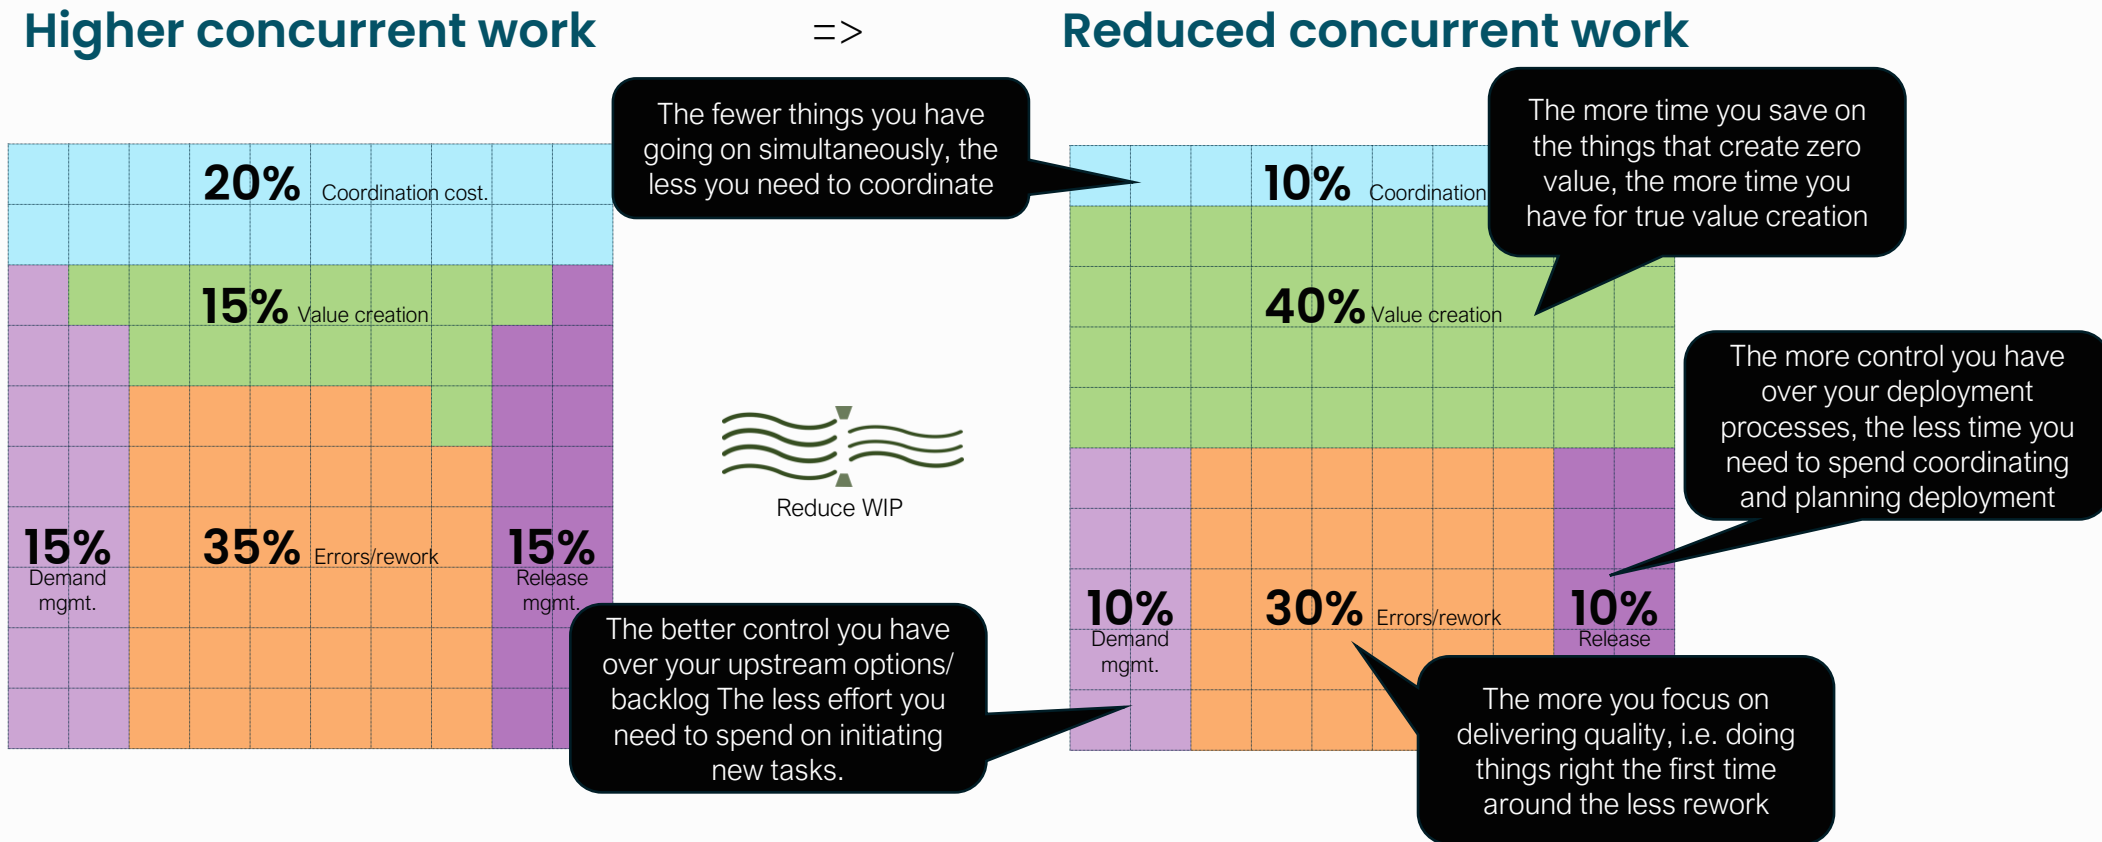 Higher concurrent work
=>
Reduced concurrent work
20% Coordination cost.
15% Value creation
15%
Demand
mgmt.
35% Errors/rework
15%
Release
mgmt.
The fewer things you have
going on simultaneously, the
less you need to coordinate
Reduce WIP
The better control you have
over your upstream options/
backlog The less effort you
need to spend on initiating
new tasks.
10% Coordination
The more time you save on
the things that create zero
value, the more time you
have for true value creation
40% Value creation
The more control you have
over your deployment
processes, the less time you
need to spend coordinating
and planning deployment
10%
Demand
mgmt.
30% Errors/rework
10%
Release
The more you focus on
delivering quality, i.e. doing
things right the first time
around the less rework